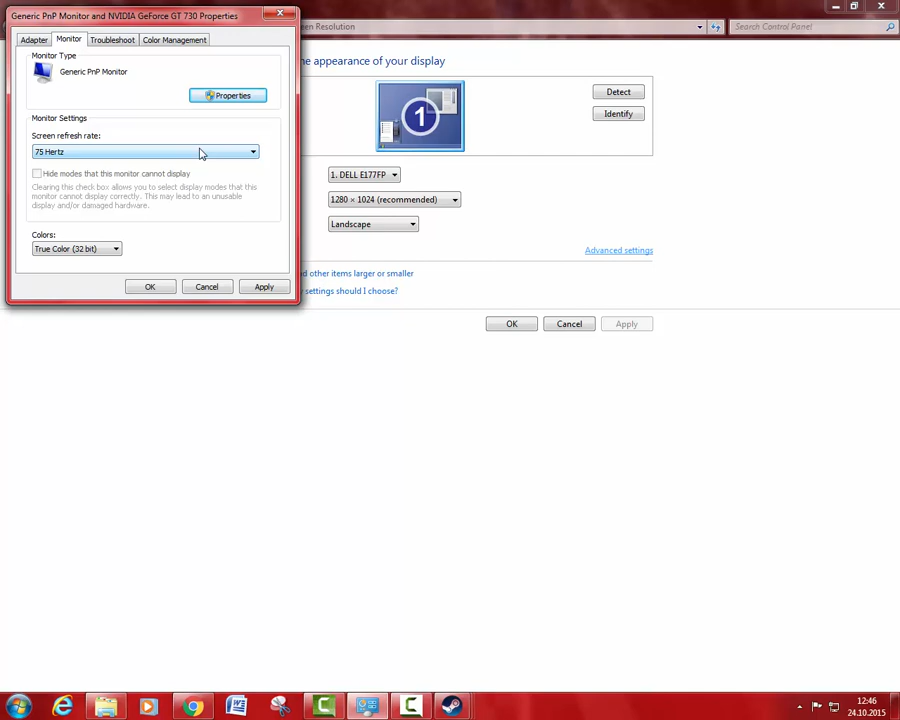 Generic PnP Monitor and NVIDIA GeForce GT 730 Properties
Adapter Monitor Troubleshoot Color Management
Monitor Type
Generic PnP Monitor
Properties
Monitor Settings
Screen refresh rate:
75 Hertz
Hide modes that this monitor cannot display
Clearing this check box allows you to select display modes that this
monitor cannot display correctly. This may lead to an unusable
display and/or damaged hardware.
Colors:
True Color (32 bit)
OK Cancel Apply
een Resolution
Search Control Panel
he appearance of your display
1
Detect
Identify
1. DELL E177FP
1280 × 1024 (recommended)
Landscape
Advanced settings
nd other items larger or smaller
settings should I choose?
OK Cancel Apply
12:46
24.10.2015